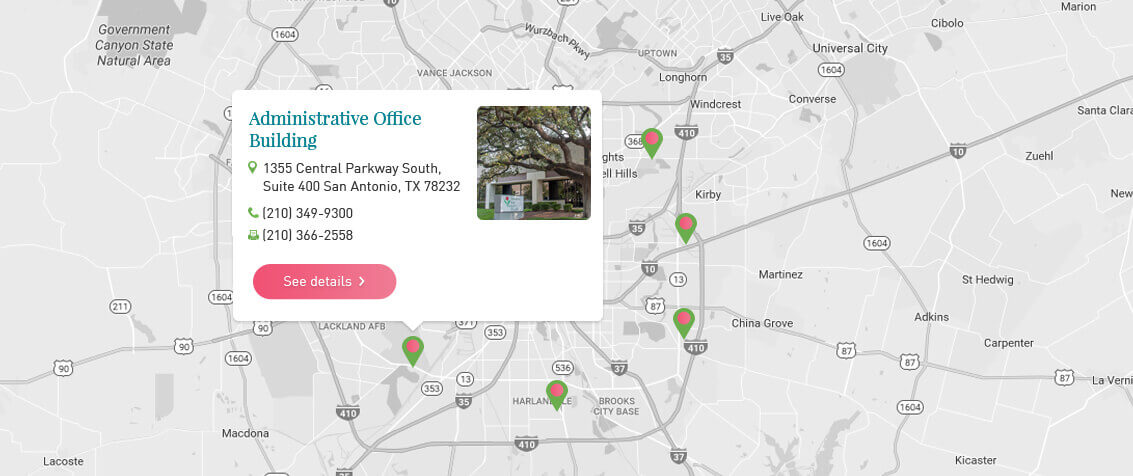 Government
Canyon State
Natural Area
1604
Wurzbach Pkwy
UPTOWN
35
Live Oak
Cibolo
Marion
Universal City
1604
VANCE JACKSON
Longhorn
Windcrest
Converse
Santa Clara
410
368
10
Zuehl
Kirby
Administrative Office
Building
1355 Central Parkway South,
Suite 400 San Antonio, TX 78232
(210) 349-9300
(210) 366-2558
See details
ell Hills
35
10
13
1604
Martinez
St Hedwig
211
1604
87
China Grove
Adkins
LACKLAND AFB
371
353
90
90
90
410
87
87
Carpenter
1604
536
37
353
13
35
87
La Verni
410
BROOKS
CITY BASE
1604
Macdona
410
37
Lacoste
35
Kicaster